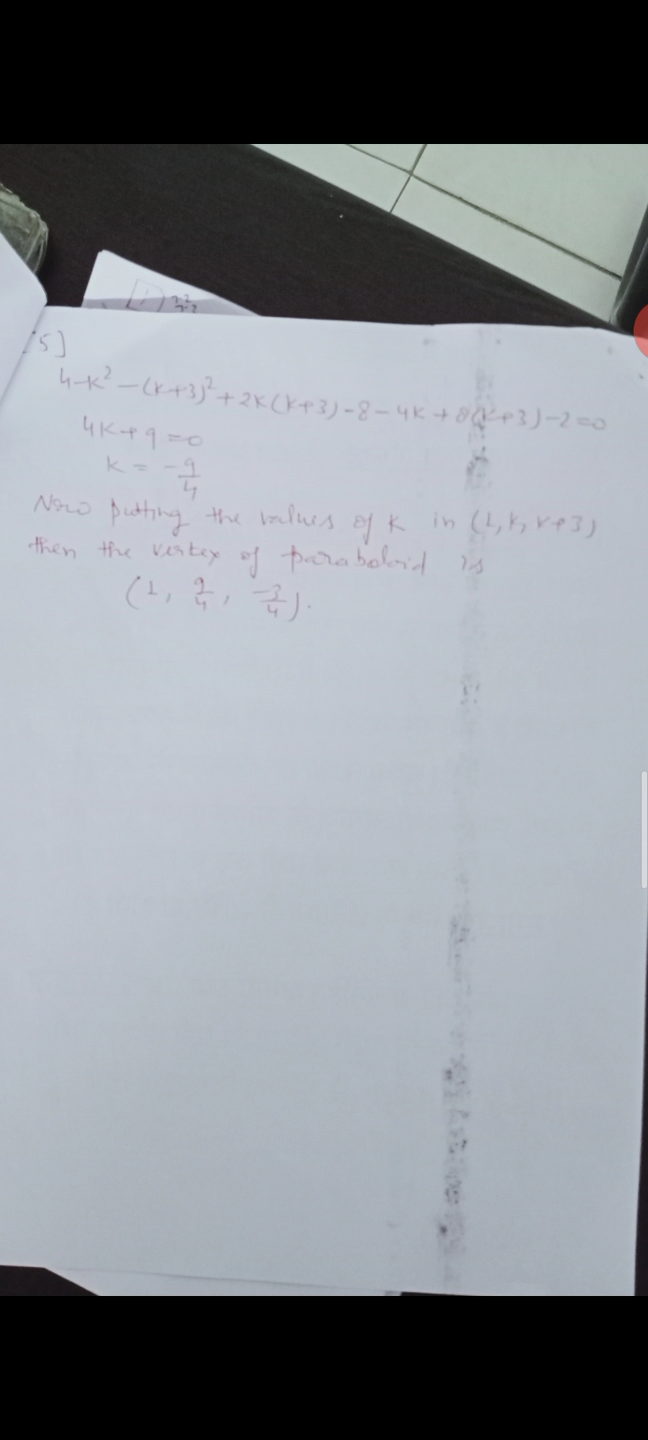 5]
4-k² -(k+3)² + 2k(k+3) -8 - 4k + 8(k+3) -2 =0
4k+9 =0
k = -9/4
Now putting the values of k in (1, k, k+3)
then the vertex of paraboloid is
(1, 9/4, -3/4).